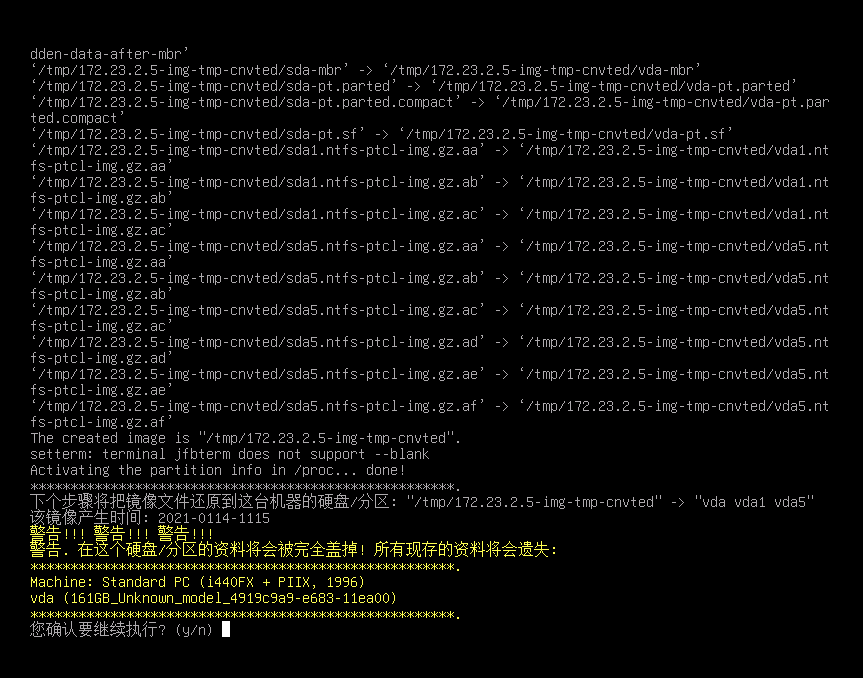 dden-data-after-mbr’
‘/tmp/172.23.2.5-img-tmp-cnvted/sda-mbr’ -> ‘/tmp/172.23.2.5-img-tmp-cnvted/vda-mbr’
‘/tmp/172.23.2.5-img-tmp-cnvted/sda-pt.parted’ -> ‘/tmp/172.23.2.5-img-tmp-cnvted/vda-pt.parted’
‘/tmp/172.23.2.5-img-tmp-cnvted/sda-pt.parted.compact’ -> ‘/tmp/172.23.2.5-img-tmp-cnvted/vda-pt.par
ted.compact’
‘/tmp/172.23.2.5-img-tmp-cnvted/sda-pt.sf’ -> ‘/tmp/172.23.2.5-img-tmp-cnvted/vda-pt.sf’
‘/tmp/172.23.2.5-img-tmp-cnvted/sda1.ntfs-ptcl-img.gz.aa’ -> ‘/tmp/172.23.2.5-img-tmp-cnvted/vda1.nt
fs-ptcl-img.gz.aa’
‘/tmp/172.23.2.5-img-tmp-cnvted/sda1.ntfs-ptcl-img.gz.ab’ -> ‘/tmp/172.23.2.5-img-tmp-cnvted/vda1.nt
fs-ptcl-img.gz.ab’
‘/tmp/172.23.2.5-img-tmp-cnvted/sda1.ntfs-ptcl-img.gz.ac’ -> ‘/tmp/172.23.2.5-img-tmp-cnvted/vda1.nt
fs-ptcl-img.gz.ac’
‘/tmp/172.23.2.5-img-tmp-cnvted/sda5.ntfs-ptcl-img.gz.aa’ -> ‘/tmp/172.23.2.5-img-tmp-cnvted/vda5.nt
fs-ptcl-img.gz.aa’
‘/tmp/172.23.2.5-img-tmp-cnvted/sda5.ntfs-ptcl-img.gz.ab’ -> ‘/tmp/172.23.2.5-img-tmp-cnvted/vda5.nt
fs-ptcl-img.gz.ab’
‘/tmp/172.23.2.5-img-tmp-cnvted/sda5.ntfs-ptcl-img.gz.ac’ -> ‘/tmp/172.23.2.5-img-tmp-cnvted/vda5.nt
fs-ptcl-img.gz.ac’
‘/tmp/172.23.2.5-img-tmp-cnvted/sda5.ntfs-ptcl-img.gz.ad’ -> ‘/tmp/172.23.2.5-img-tmp-cnvted/vda5.nt
fs-ptcl-img.gz.ad’
‘/tmp/172.23.2.5-img-tmp-cnvted/sda5.ntfs-ptcl-img.gz.ae’ -> ‘/tmp/172.23.2.5-img-tmp-cnvted/vda5.nt
fs-ptcl-img.gz.ae’
‘/tmp/172.23.2.5-img-tmp-cnvted/sda5.ntfs-ptcl-img.gz.af’ -> ‘/tmp/172.23.2.5-img-tmp-cnvted/vda5.nt
fs-ptcl-img.gz.af’
The created image is "/tmp/172.23.2.5-img-tmp-cnvted".
setterm: terminal jfbterm does not support --blank
Activating the partition info in /proc... done!
*****************************************************.
下个步骤将把镜像文件还原到这台机器的硬盘/分区: "/tmp/172.23.2.5-img-tmp-cnvted" -> "vda vda1 vda5"
该镜像产生时间: 2021-0114-1115
警告!!! 警告!!! 警告!!!
警告. 在这个硬盘/分区的资料将会被完全盖掉! 所有现存的资料将会遗失:
*****************************************************.
Machine: Standard PC (i440FX + PIIX, 1996)
vda (161GB_Unknown_model_4919c9a9-e683-11ea00)
*****************************************************.
您确认要继续执行? (y/n)